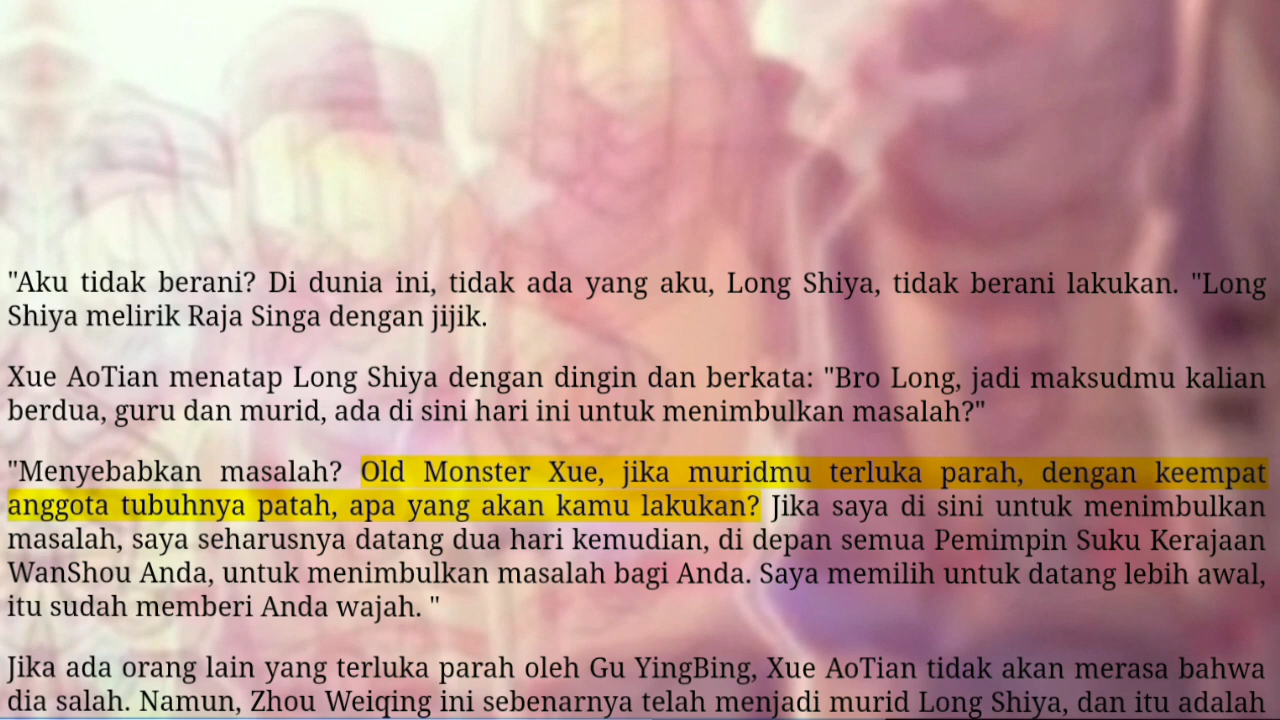 "Aku tidak berani? Di dunia ini, tidak ada yang aku, Long Shiya, tidak berani lakukan. "Long
Shiya melirik Raja Singa dengan jijik.
Xue AoTian menatap Long Shiya dengan dingin dan berkata: "Bro Long, jadi maksudmu kalian
berdua, guru dan murid, ada di sini hari ini untuk menimbulkan masalah?"
"Menyebabkan masalah? Old Monster Xue, jika muridmu terluka parah, dengan keempat
anggota tubuhnya patah, apa yang akan kamu lakukan? Jika saya di sini untuk menimbulkan
masalah, saya seharusnya datang dua hari kemudian, di depan semua Pemimpin Suku Kerajaan
WanShou Anda, untuk menimbulkan masalah bagi Anda. Saya memilih untuk datang lebih awal,
itu sudah memberi Anda wajah. "
Jika ada orang lain yang terluka parah oleh Gu YingBing, Xue AoTian tidak akan merasa bahwa
dia salah. Namun, Zhou Weiqing ini sebenarnya telah menjadi murid Long Shiya, dan itu adalah